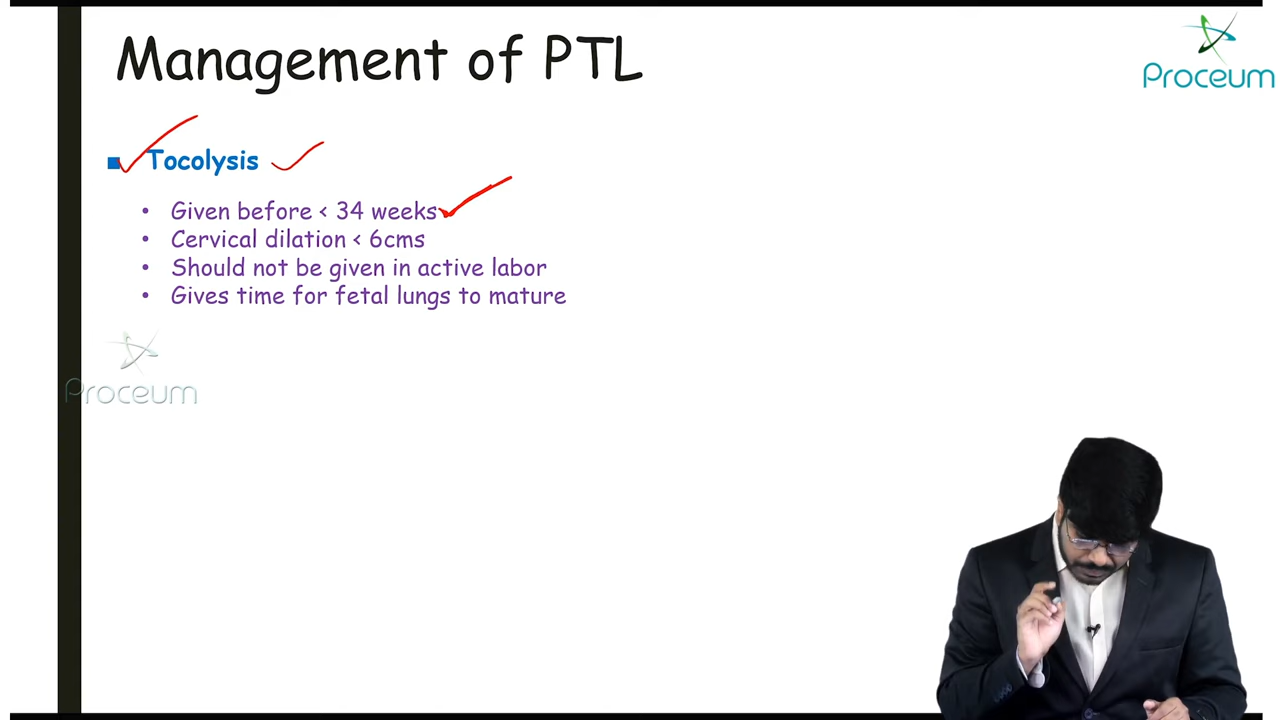 Management of PTL
Proceum
Tocolysis
Given before < 34 weeks
Cervical dilation < 6cms
Should not be given in active labor
Gives time for fetal lungs to mature
Proceum